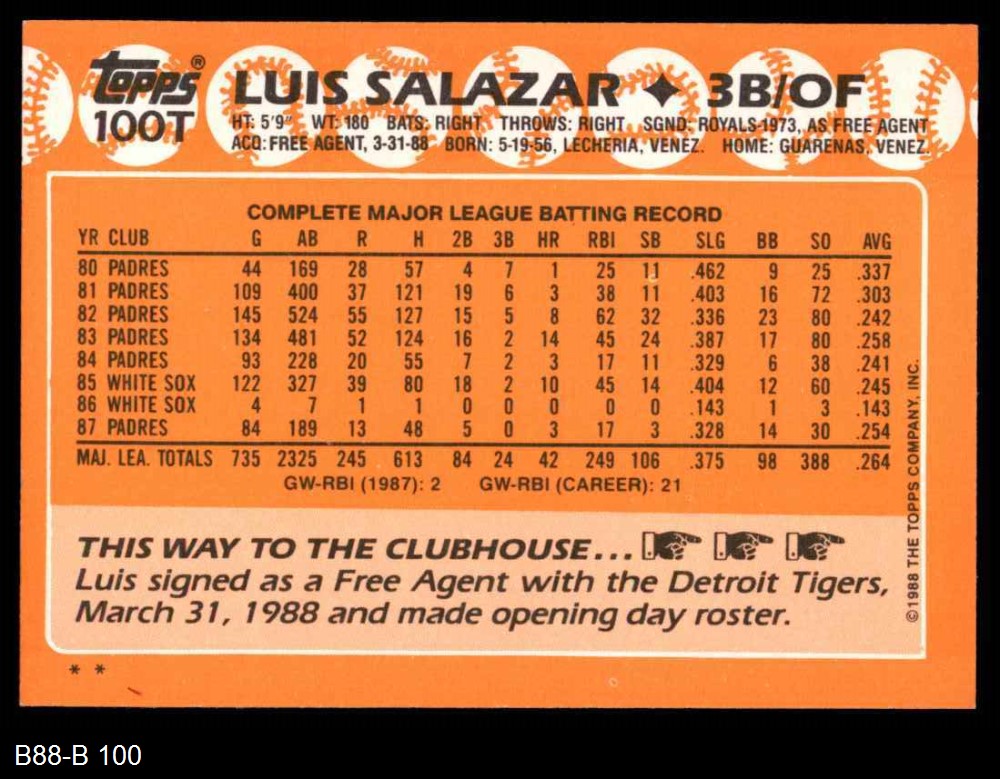 topps®
100T
LUIS SALAZAR ♦ 3B/OF
HT: 5'9" WT: 180 BATS: RIGHT THROWS: RIGHT SGND: ROYALS-1973, AS FREE AGENT
ACQ: FREE AGENT, 3-31-88 BORN: 5-19-56, LECHERIA, VENEZ. HOME: GUARENAS, VENEZ.
COMPLETE MAJOR LEAGUE BATTING RECORD
YR CLUB G AB R H 2B 3B HR RBI SB SLG BB SO AVG
80 PADRES 44 169 28 57 4 7 1 25 11 .462 9 25 .337
81 PADRES 109 400 37 121 19 6 3 38 11 .403 16 72 .303
82 PADRES 145 524 55 127 15 5 8 62 32 .336 23 80 .242
83 PADRES 134 481 52 124 16 2 14 45 24 .387 17 80 .258
84 PADRES 93 228 20 55 7 2 3 17 11 .329 6 38 .241
85 WHITE SOX 122 327 39 80 18 2 10 45 14 .404 12 60 .245
86 WHITE SOX 4 7 1 1 0 0 0 0 0 .143 1 3 .143
87 PADRES 84 189 13 48 5 0 3 17 3 .328 14 30 .254
MAJ. LEA. TOTALS 735 2325 245 613 84 24 42 249 106 .375 98 388 .264
GW-RBI (1987): 2 GW-RBI (CAREER): 21
THIS WAY TO THE CLUBHOUSE...
Luis signed as a Free Agent with the Detroit Tigers,
March 31, 1988 and made opening day roster.
©1988 THE TOPPS COMPANY, INC.
* *
B88-B 100